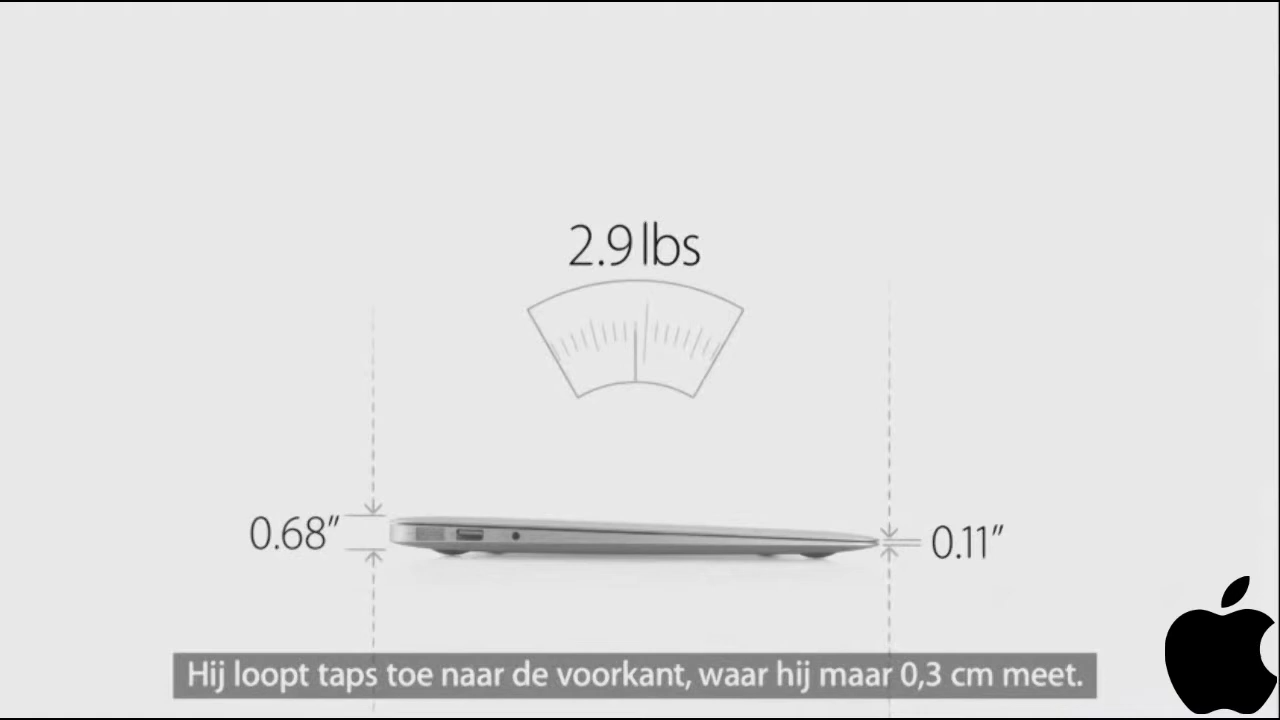 2.9 lbs
0.68″
0.11″
Hij loopt taps toe naar de voorkant, waar hij maar 0,3 cm meet.